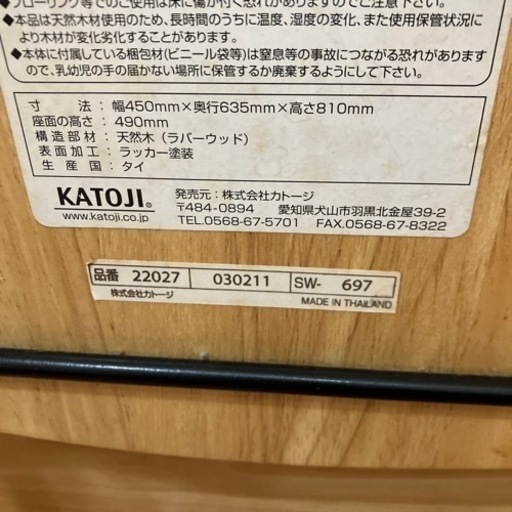 ◆フローリング等でのご使用は床に傷が付く恐れがありますのでご注意下さい。
◆本品は天然木材使用のため、長時間のうちに温度、湿度の変化、また使用保管状況に
より木材が変化劣化することがあります。
◆本体に付属している梱包材(ビニール袋等)は窒息等の事故につながる恐れがあります
ので、乳幼児の手の届かない場所に保管するか廃棄するようにして下さい。
寸 法：幅450mm×奥行635mm×高さ810mm
座面の高さ：490mm
構造部材：天然木（ラバーウッド）
表面加工：ラッカー塗装
生産国：タイ
KATOJI®
www.katoji.co.jp
発売元：株式会社カトージ
〒484-0894 愛知県犬山市羽黒北金屋39-2
TEL.0568-67-5701 FAX.0568-67-8322
品番 22027 030211 SW- 697
株式会社カトージ MADE IN THAILAND